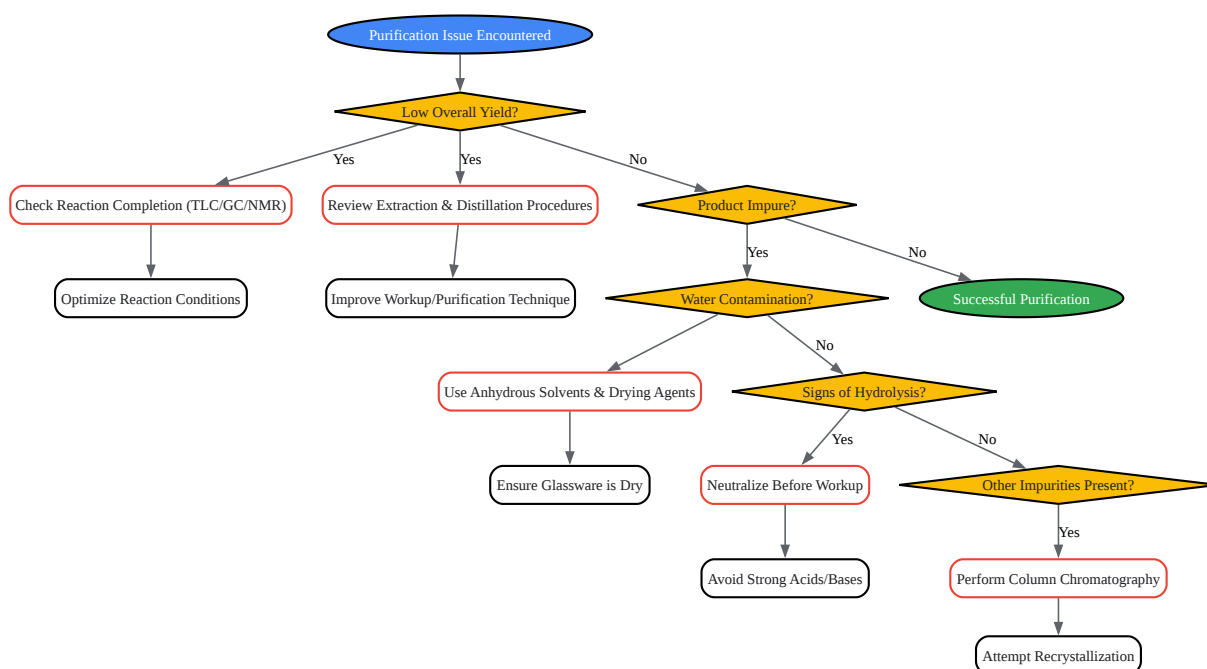 Purification Issue Encountered
Low Overall Yield?
Yes
Yes
No
Check Reaction Completion (TLC/GC/NMR)
Review Extraction & Distillation Procedures
Product Impure?
Yes
No
Optimize Reaction Conditions
Improve Workup/Purification Technique
Water Contamination?
Successful Purification
No
Use Anhydrous Solvents & Drying Agents
Signs of Hydrolysis?
Yes
No
Ensure Glassware is Dry
Neutralize Before Workup
Other Impurities Present?
Yes
Avoid Strong Acids/Bases
Perform Column Chromatography
Attempt Recrystallization